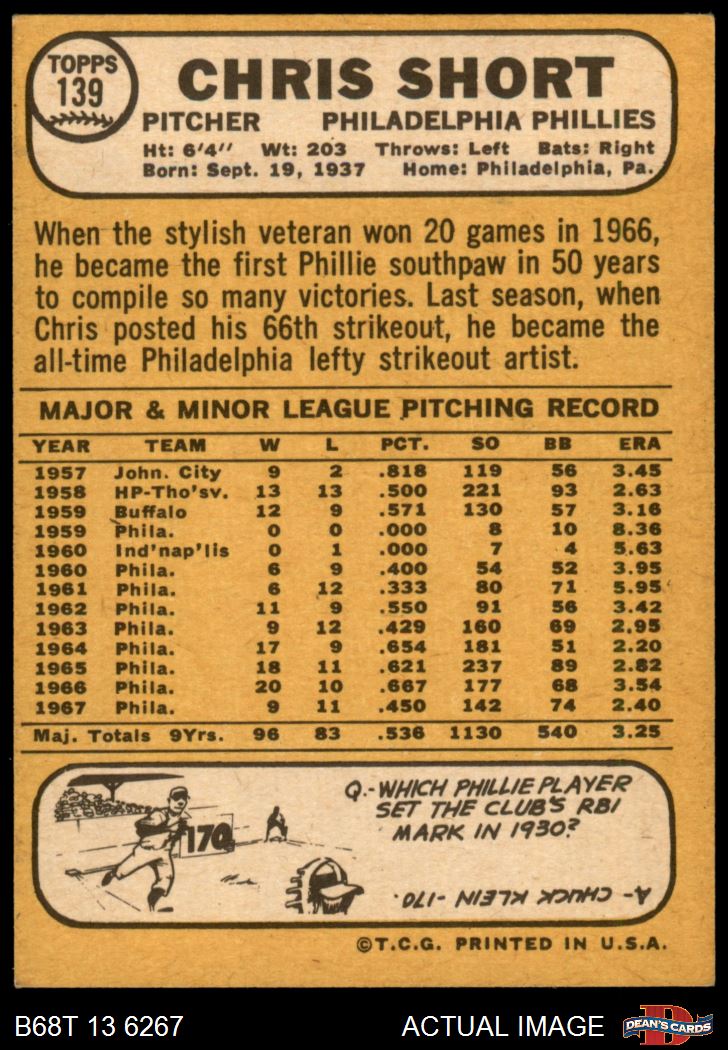 TOPPS
139
CHRIS SHORT
PITCHER PHILADELPHIA PHILLIES
Ht: 6'4" Wt: 203 Throws: Left Bats: Right
Born: Sept. 19, 1937 Home: Philadelphia, Pa.
When the stylish veteran won 20 games in 1966,
he became the first Phillie southpaw in 50 years
to compile so many victories. Last season, when
Chris posted his 66th strikeout, he became the
all-time Philadelphia lefty strikeout artist.
MAJOR & MINOR LEAGUE PITCHING RECORD
YEAR TEAM W L PCT. SO BB ERA
1957 John. City 9 2 .818 119 56 3.45
1958 HP-Tho'sv. 13 13 .500 221 93 2.63
1959 Buffalo 12 9 .571 130 57 3.16
1959 Phila. 0 0 .000 8 10 8.36
1960 Ind'nap'lis 0 1 .000 7 4 5.63
1960 Phila. 6 9 .400 54 52 3.95
1961 Phila. 6 12 .333 80 71 5.95
1962 Phila. 11 9 .550 91 56 3.42
1963 Phila. 9 12 .429 160 69 2.95
1964 Phila. 17 9 .654 181 51 2.20
1965 Phila. 18 11 .621 237 89 2.82
1966 Phila. 20 10 .667 177 68 3.54
1967 Phila. 9 11 .450 142 74 2.40
Maj. Totals 9Yrs. 96 83 .536 1130 540 3.25
170
Q.-WHICH PHILLIE PLAYER
SET THE CLUB'S RBI
MARK IN 1930?
A- CHUCK KLEIN -170.
©T.C.G. PRINTED IN U.S.A.
B68T 13 6267 ACTUAL IMAGE
D
DEAN'S CARDS